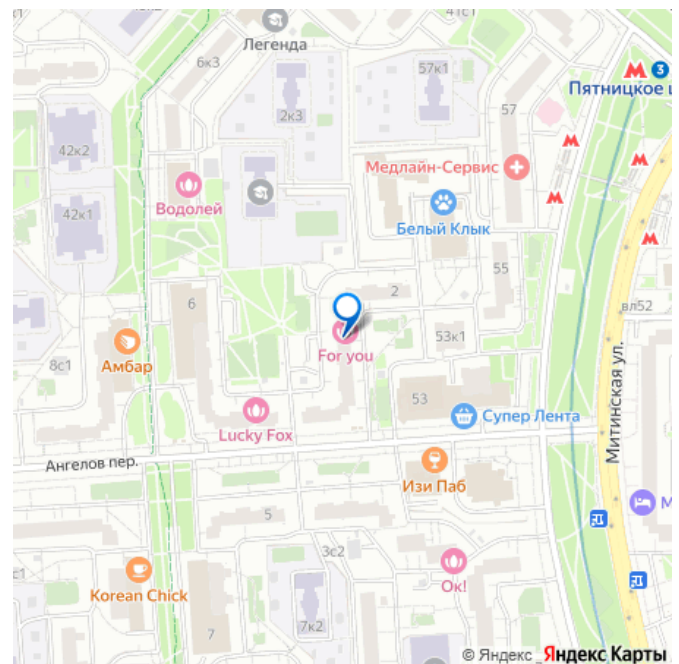 41с1
Легенда
6к3
57к1
3
Пятницкое ш
2к3
57
42к2
Медлайн-Сервис
Водолей
42к1
Белый Клык
55
2
6
вл52
For you
53к1
Амбар
8с1
53
Супер Лента
Lucky Fox
Митинская ул.
Ангелов пер.
Изи Паб
М
5
3с2
с1
Korean Chick
Ок!
7к2
7
© Яндекс
Яндекс Карты